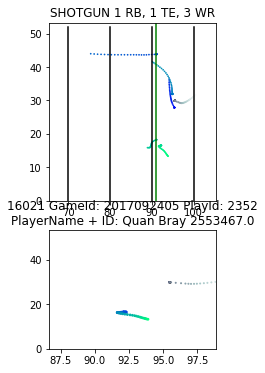 SHOTGUN 1 RB, 1 TE, 3 WR
50
40
30
20
10
0
70 80 90 100
16021 GameId: 2017092405 PlayId: 2352
PlayerName + ID: Quan Bray 2553467.0
40
20
0
87.5 90.0 92.5 95.0 97.5